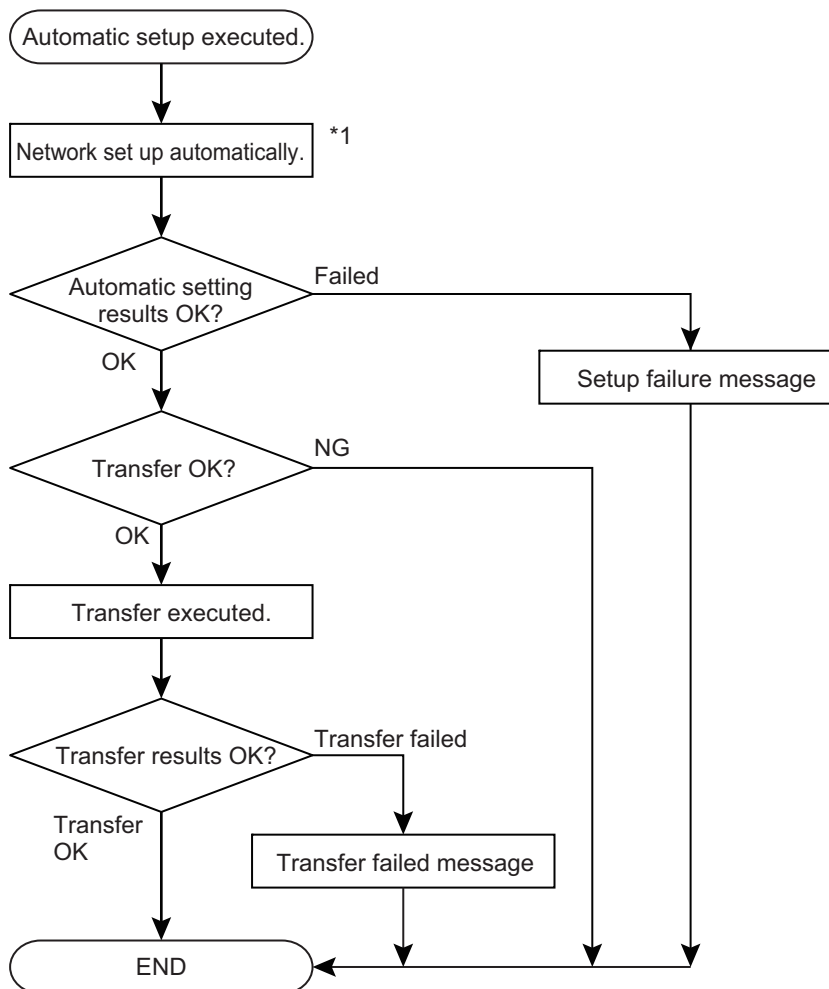 Automatic setup executed.
Network set up automatically.
*1
Automatic setting
results OK?
Failed
OK
Setup failure message
Transfer OK?
NG
OK
Transfer executed.
Transfer results OK?
Transfer failed
Transfer
OK
Transfer failed message
END